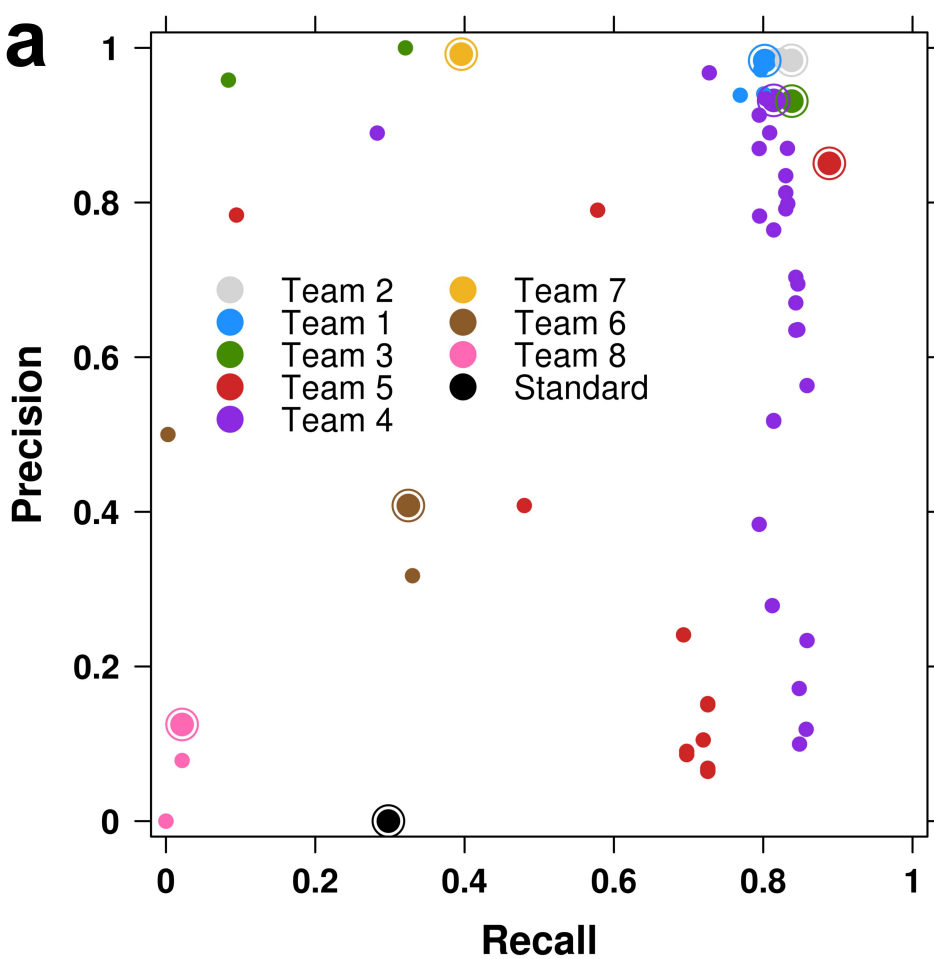 a
Precision
1
0.8
0.6
0.4
0.2
0
Team 2 Team 7
Team 1 Team 6
Team 3 Team 8
Team 5 Standard
Team 4
0 0.2 0.4 0.6 0.8 1
Recall